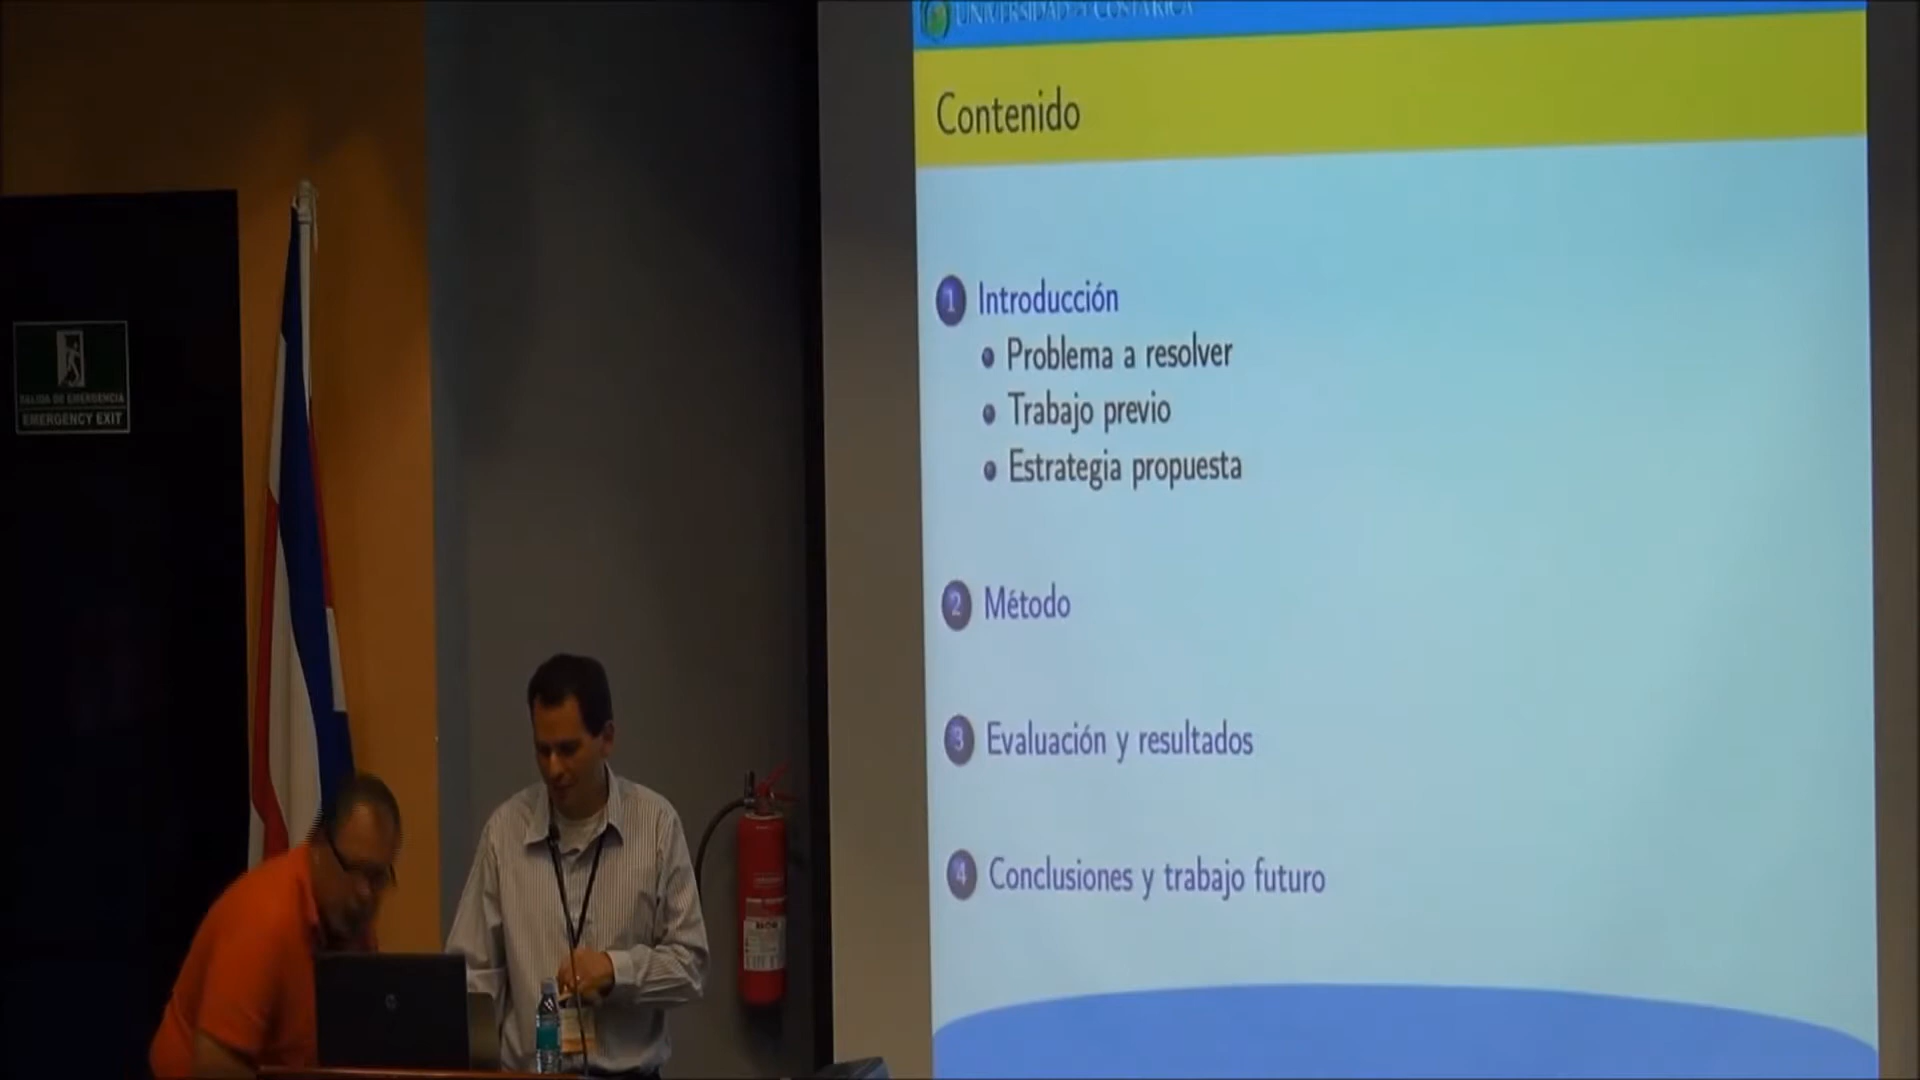 UNIVERSIDAD DE COSTA RICA
Contenido
1 Introducción
Problema a resolver
Trabajo previo
Estrategia propuesta
2 Método
3 Evaluación y resultados
4 Conclusiones y trabajo futuro
SALIDA DE EMERGENCIA
EMERGENCY EXIT